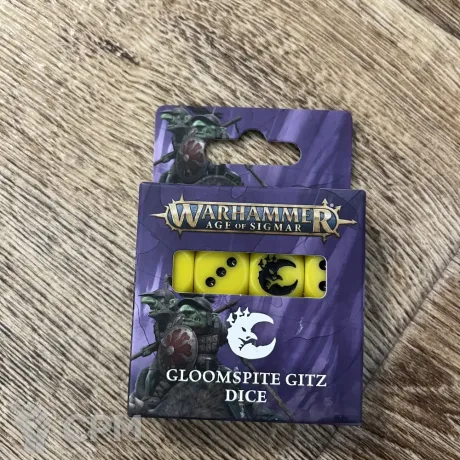 WARHAMMER
AGE OF SIGMAR
GLOOMSPITE GITZ
DICE
CPM